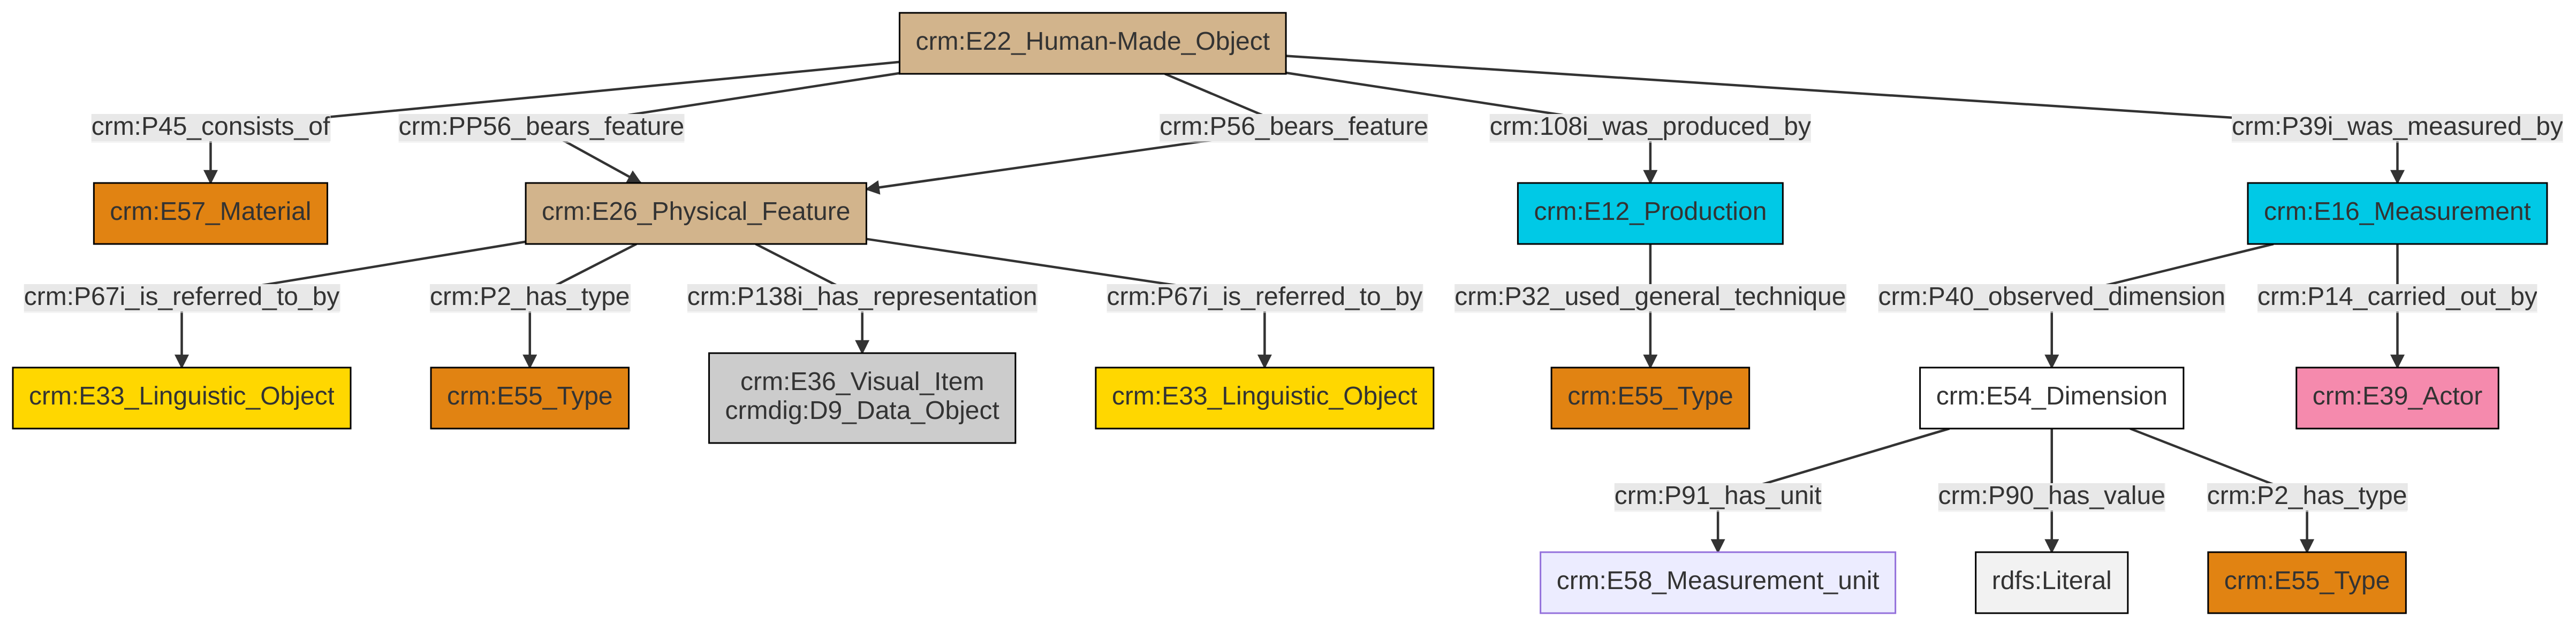 crm:E22_Human-Made_Object
crm:P45_consists_of
crm:PP56_bears_feature
crm:P56_bears_feature
crm:108i_was_produced_by
crm:P39i_was_measured_by
crm:E57_Material
crm:E26_Physical_Feature
crm:E12_Production
crm:E16_Measurement
crm:P67i_is_referred_to_by
crm:P2_has_type
crm:P138i_has_representation
crm:P67i_is_referred_to_by
crm:P32_used_general_technique
crm:P40_observed_dimension
crm:P14_carried_out_by
crm:E33_Linguistic_Object
crm:E55_Type
crm:E36_Visual_Item
crmdig:D9_Data_Object
crm:E33_Linguistic_Object
crm:E55_Type
crm:E54_Dimension
crm:E39_Actor
crm:P91_has_unit
crm:P90_has_value
crm:P2_has_type
crm:E58_Measurement_unit
rdfs:Literal
crm:E55_Type